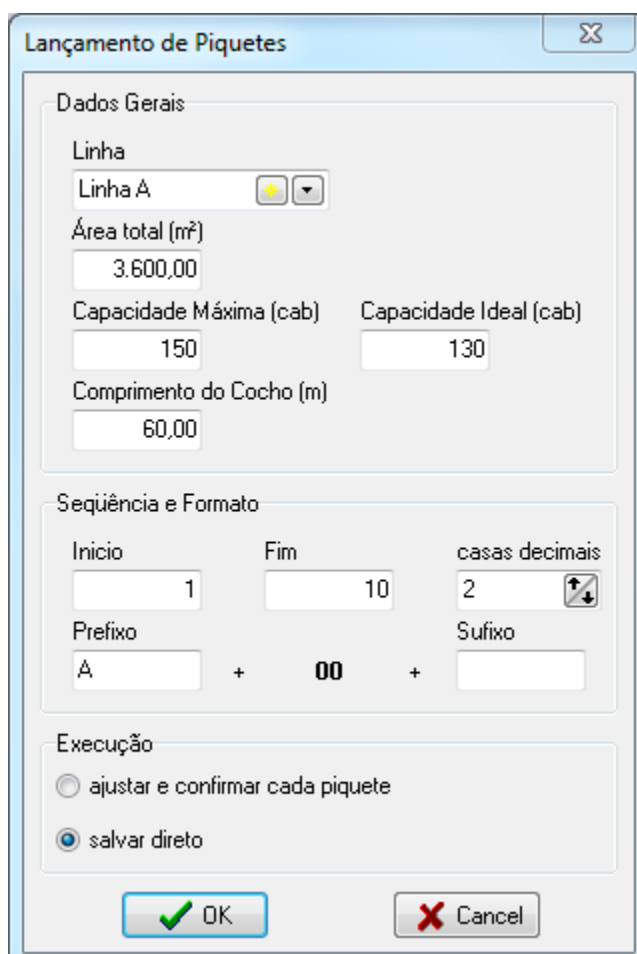 Lançamento de Piquetes
Dados Gerais
Linha
Linha A
Área total (m²)
3.600,00
Capacidade Máxima (cab) Capacidade Ideal (cab)
150 130
Comprimento do Cocho (m)
60,00
Seqüência e Formato
Inicio Fim casas decimais
1 10 2
Prefixo Sufixo
A + 00 +
Execução
ajustar e confirmar cada piquete
salvar direto
OK Cancel